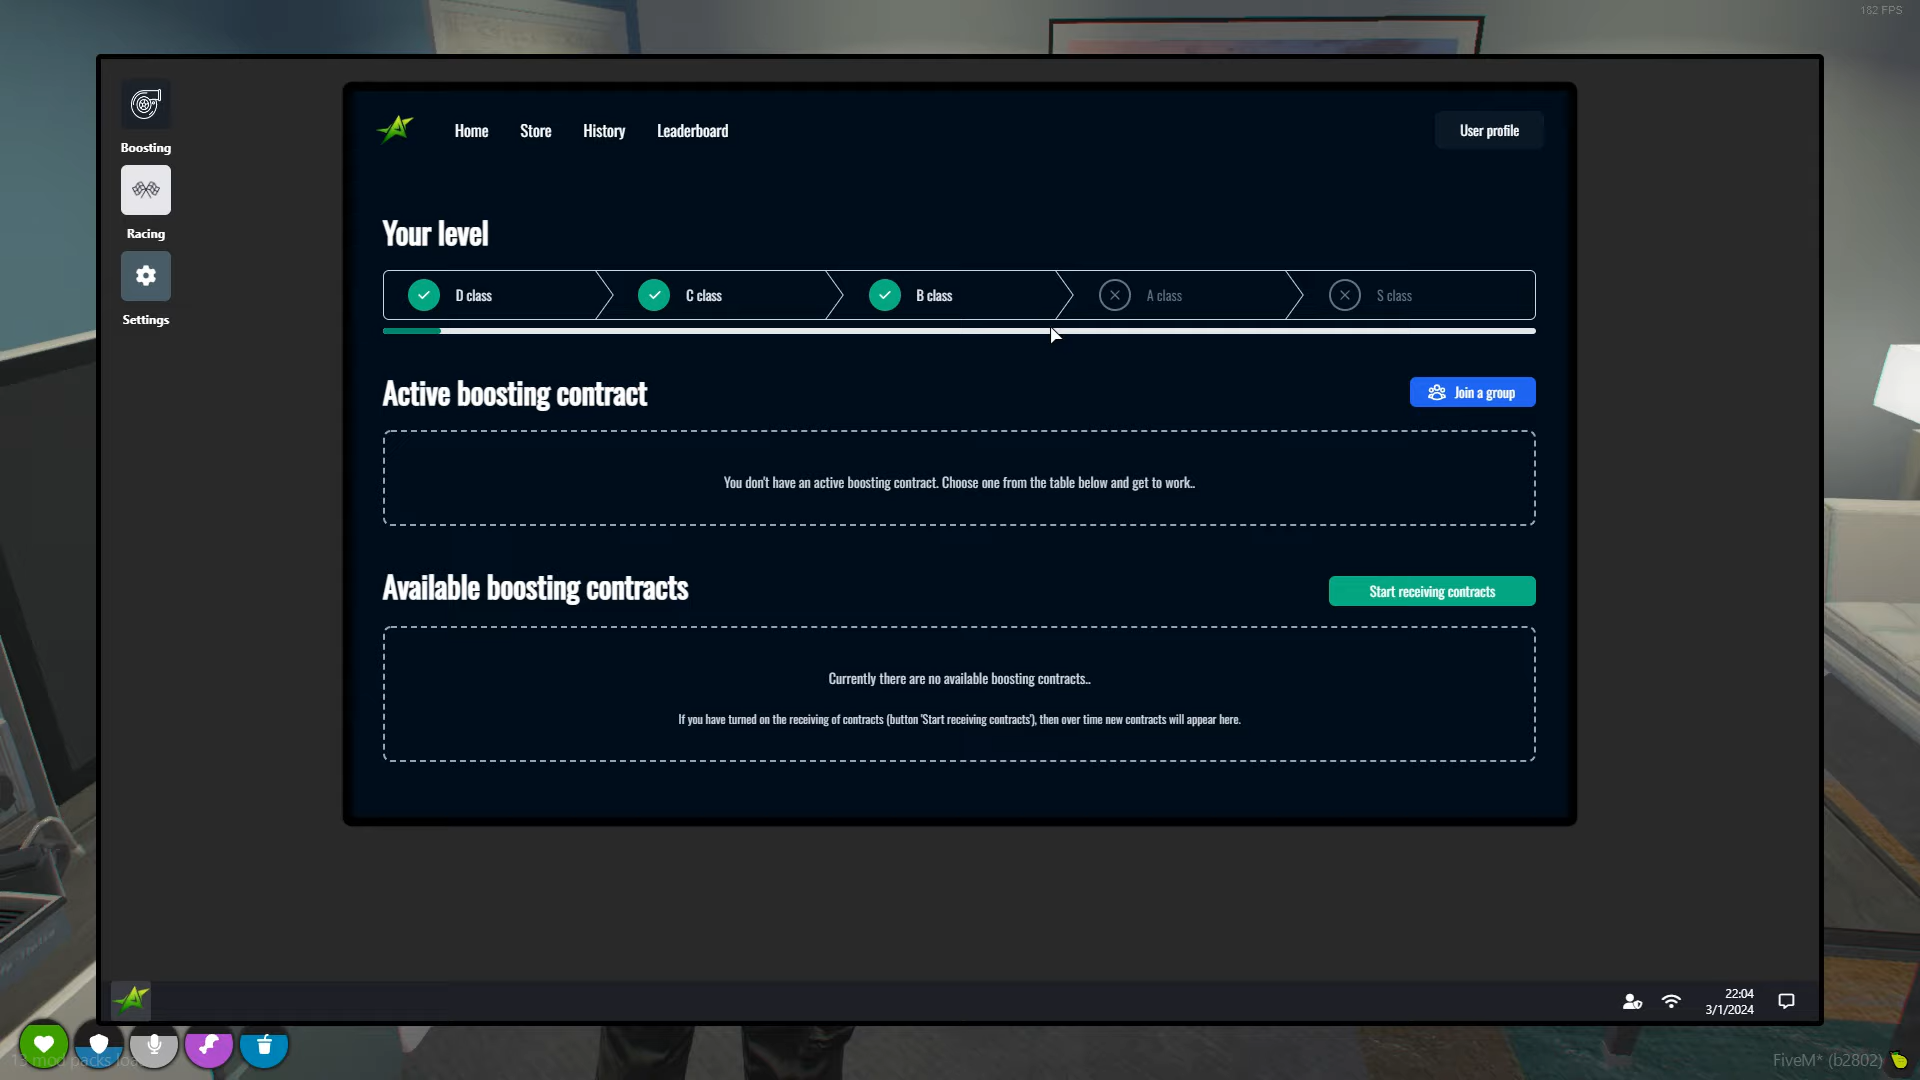 182 FPS
Boosting
Racing
Settings
Home Store History Leaderboard
User profile
Your level
D class C class B class A class S class
Active boosting contract
Join a group
You don't have an active boosting contract. Choose one from the table below and get to work..
Available boosting contracts
Start receiving contracts
Currently there are no available boosting contracts..
If you have turned on the receiving of contracts (button 'Start receiving contracts'), then over time new contracts will appear here.
22:04
3/1/2024
mod packs
FiveM* (b2802)